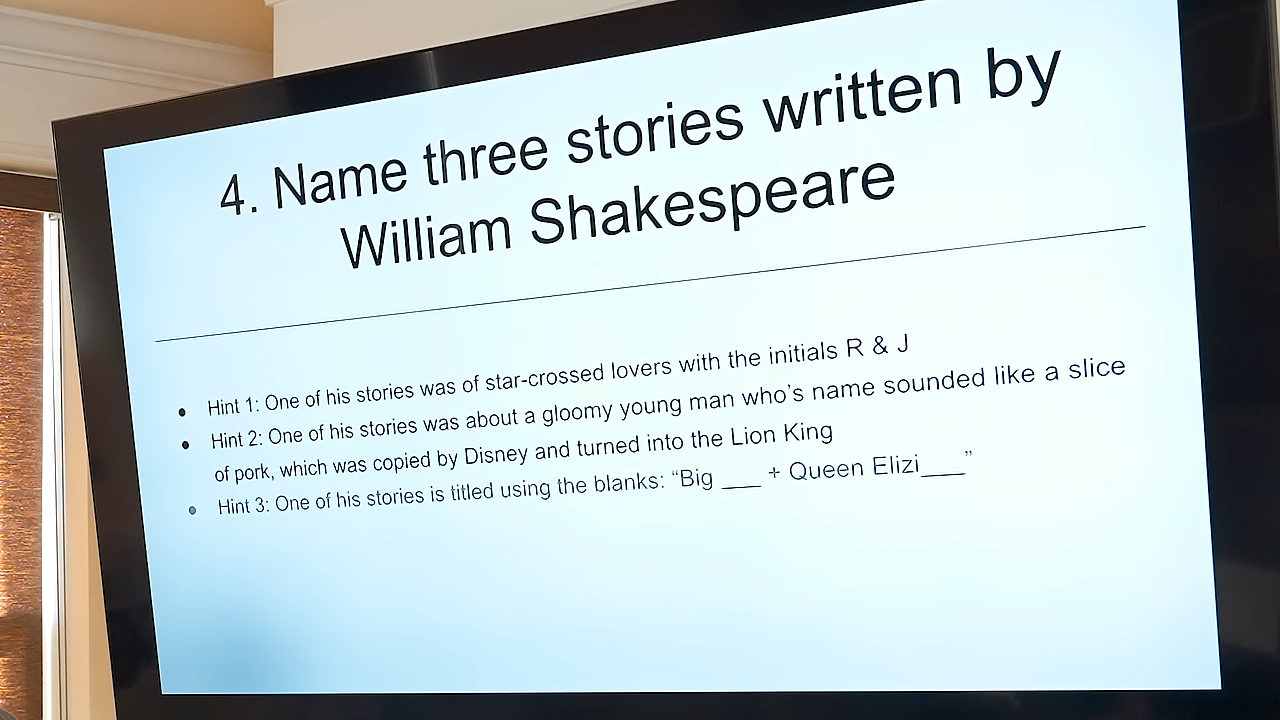 4. Name three stories written by
William Shakespeare
• Hint 1: One of his stories was of star-crossed lovers with the initials R & J
• Hint 2: One of his stories was about a gloomy young man who's name sounded like a slice
of pork, which was copied by Disney and turned into the Lion King
• Hint 3: One of his stories is titled using the blanks: “Big ___ + Queen Elizi___”